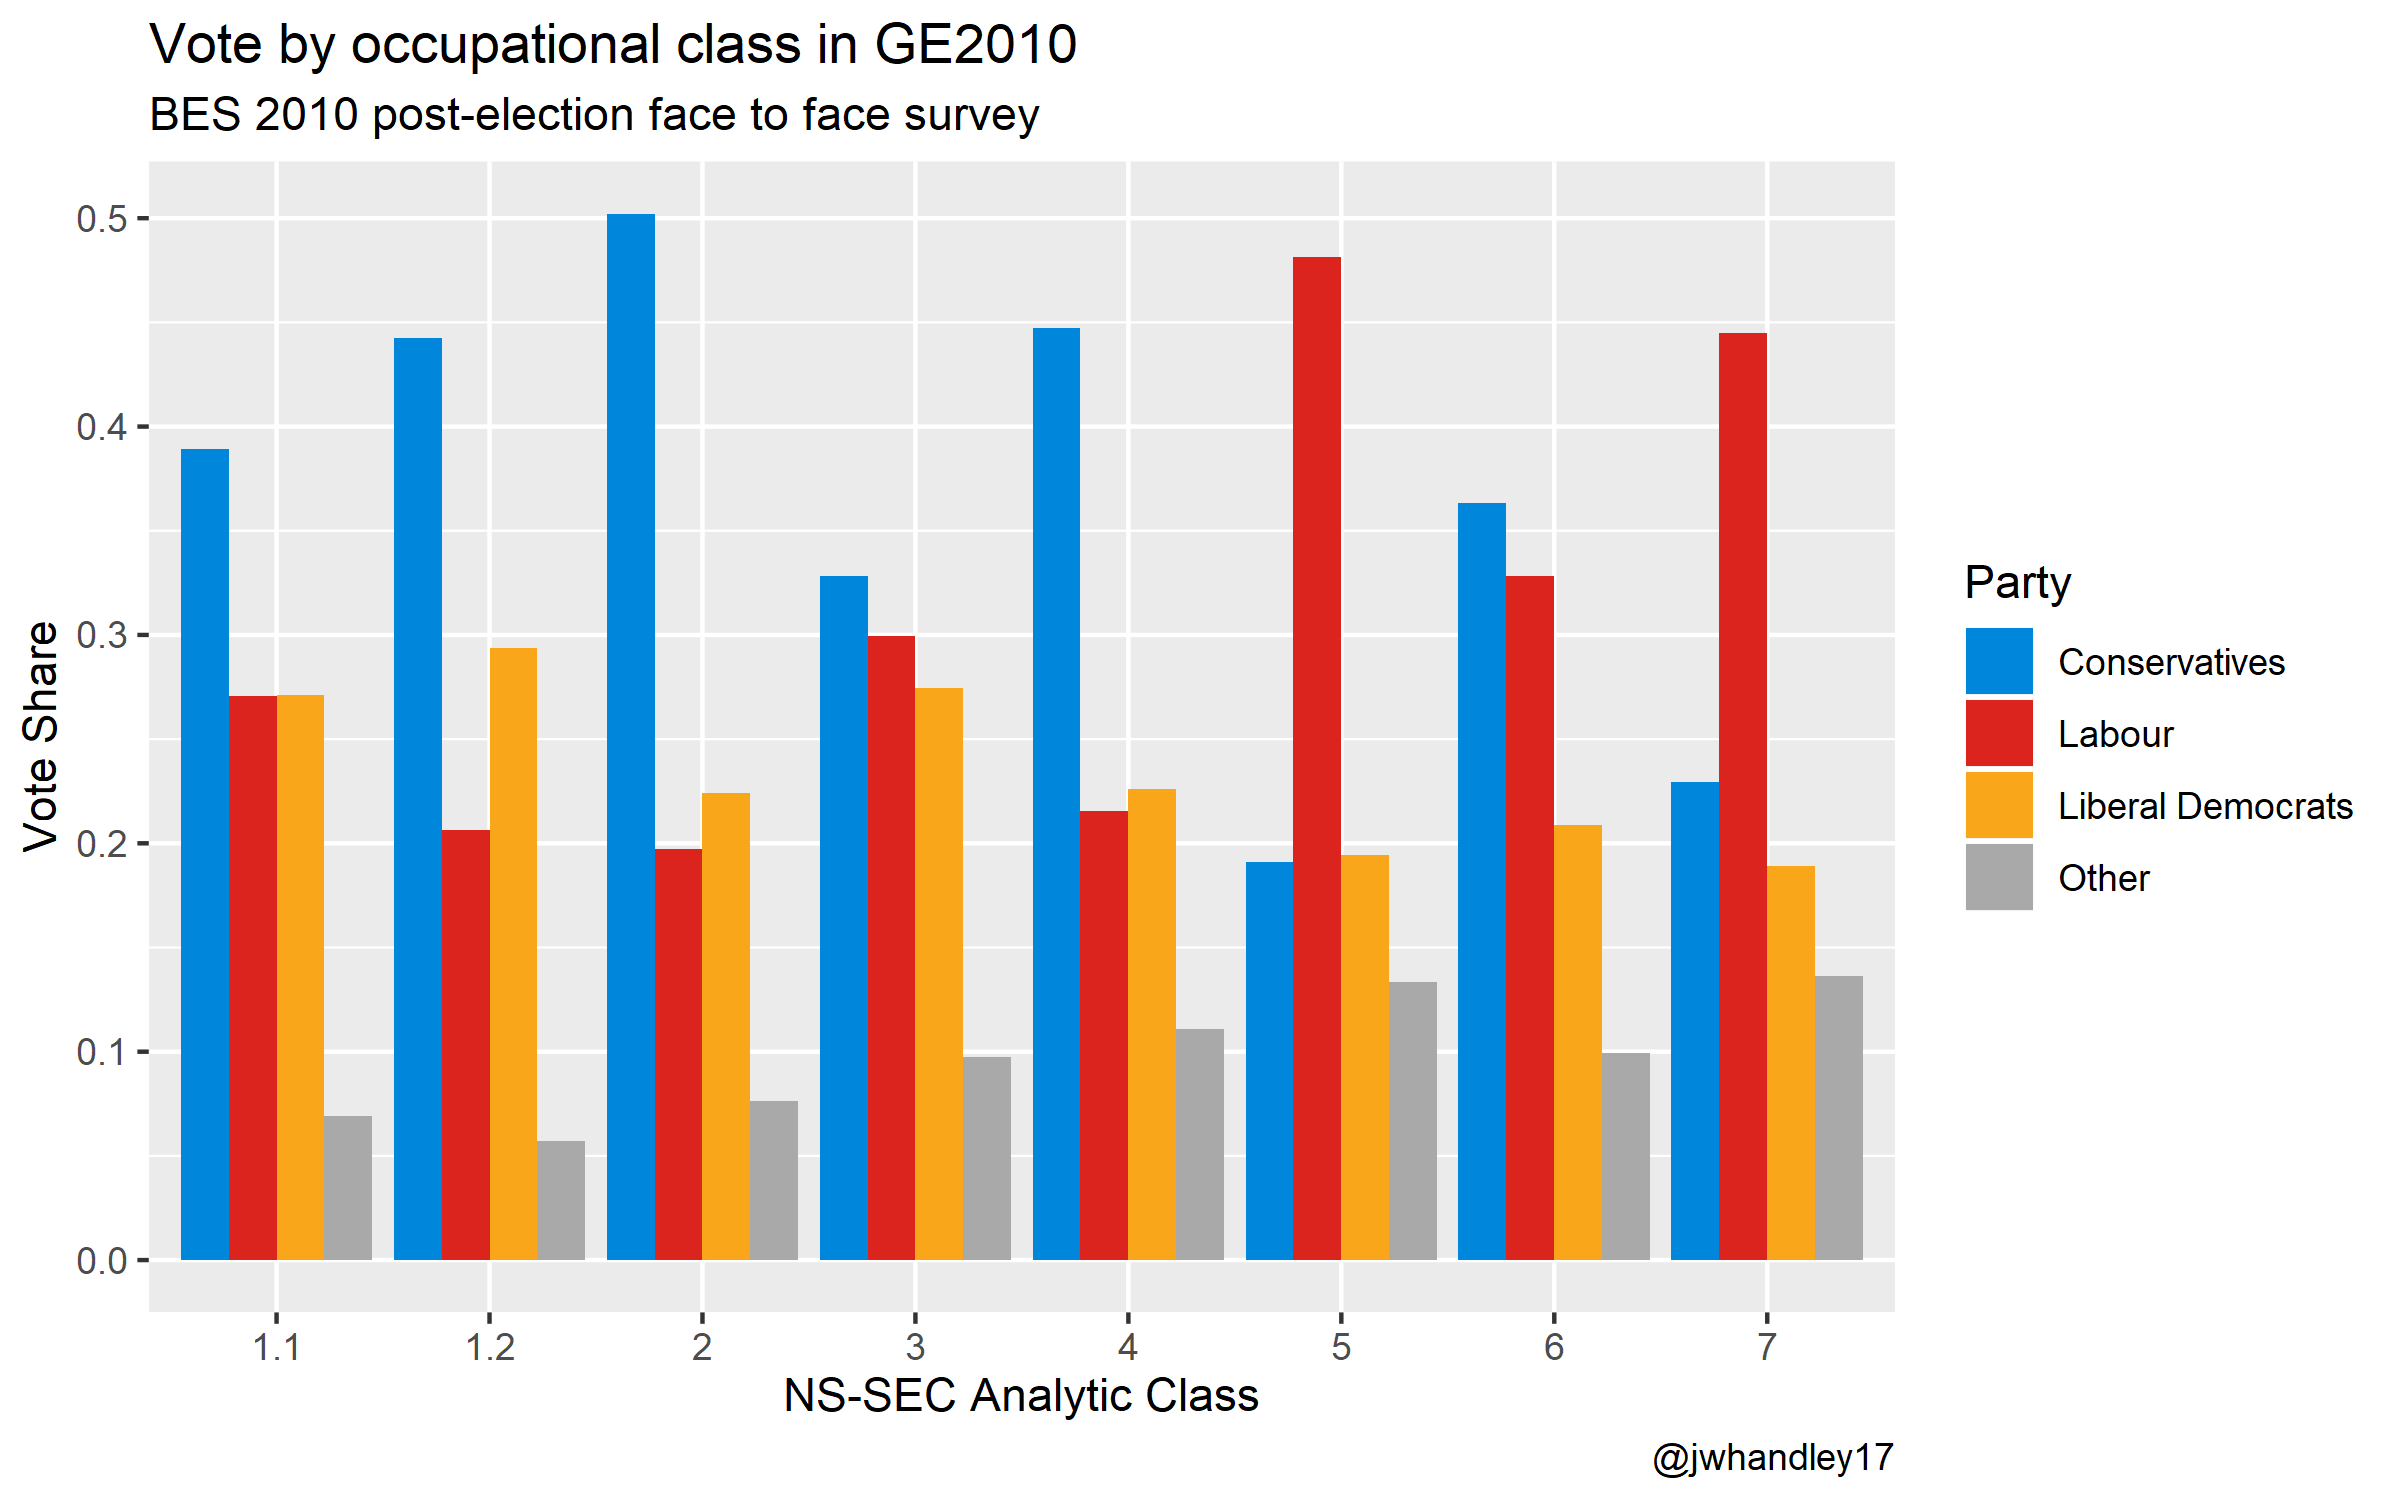 Vote by occupational class in GE2010
BES 2010 post-election face to face survey
Vote Share
0.5
0.4
0.3
0.2
0.1
0.0
1.1 1.2 2 3 4 5 6 7
NS-SEC Analytic Class
Party
Conservatives
Labour
Liberal Democrats
Other
@jwhandley17